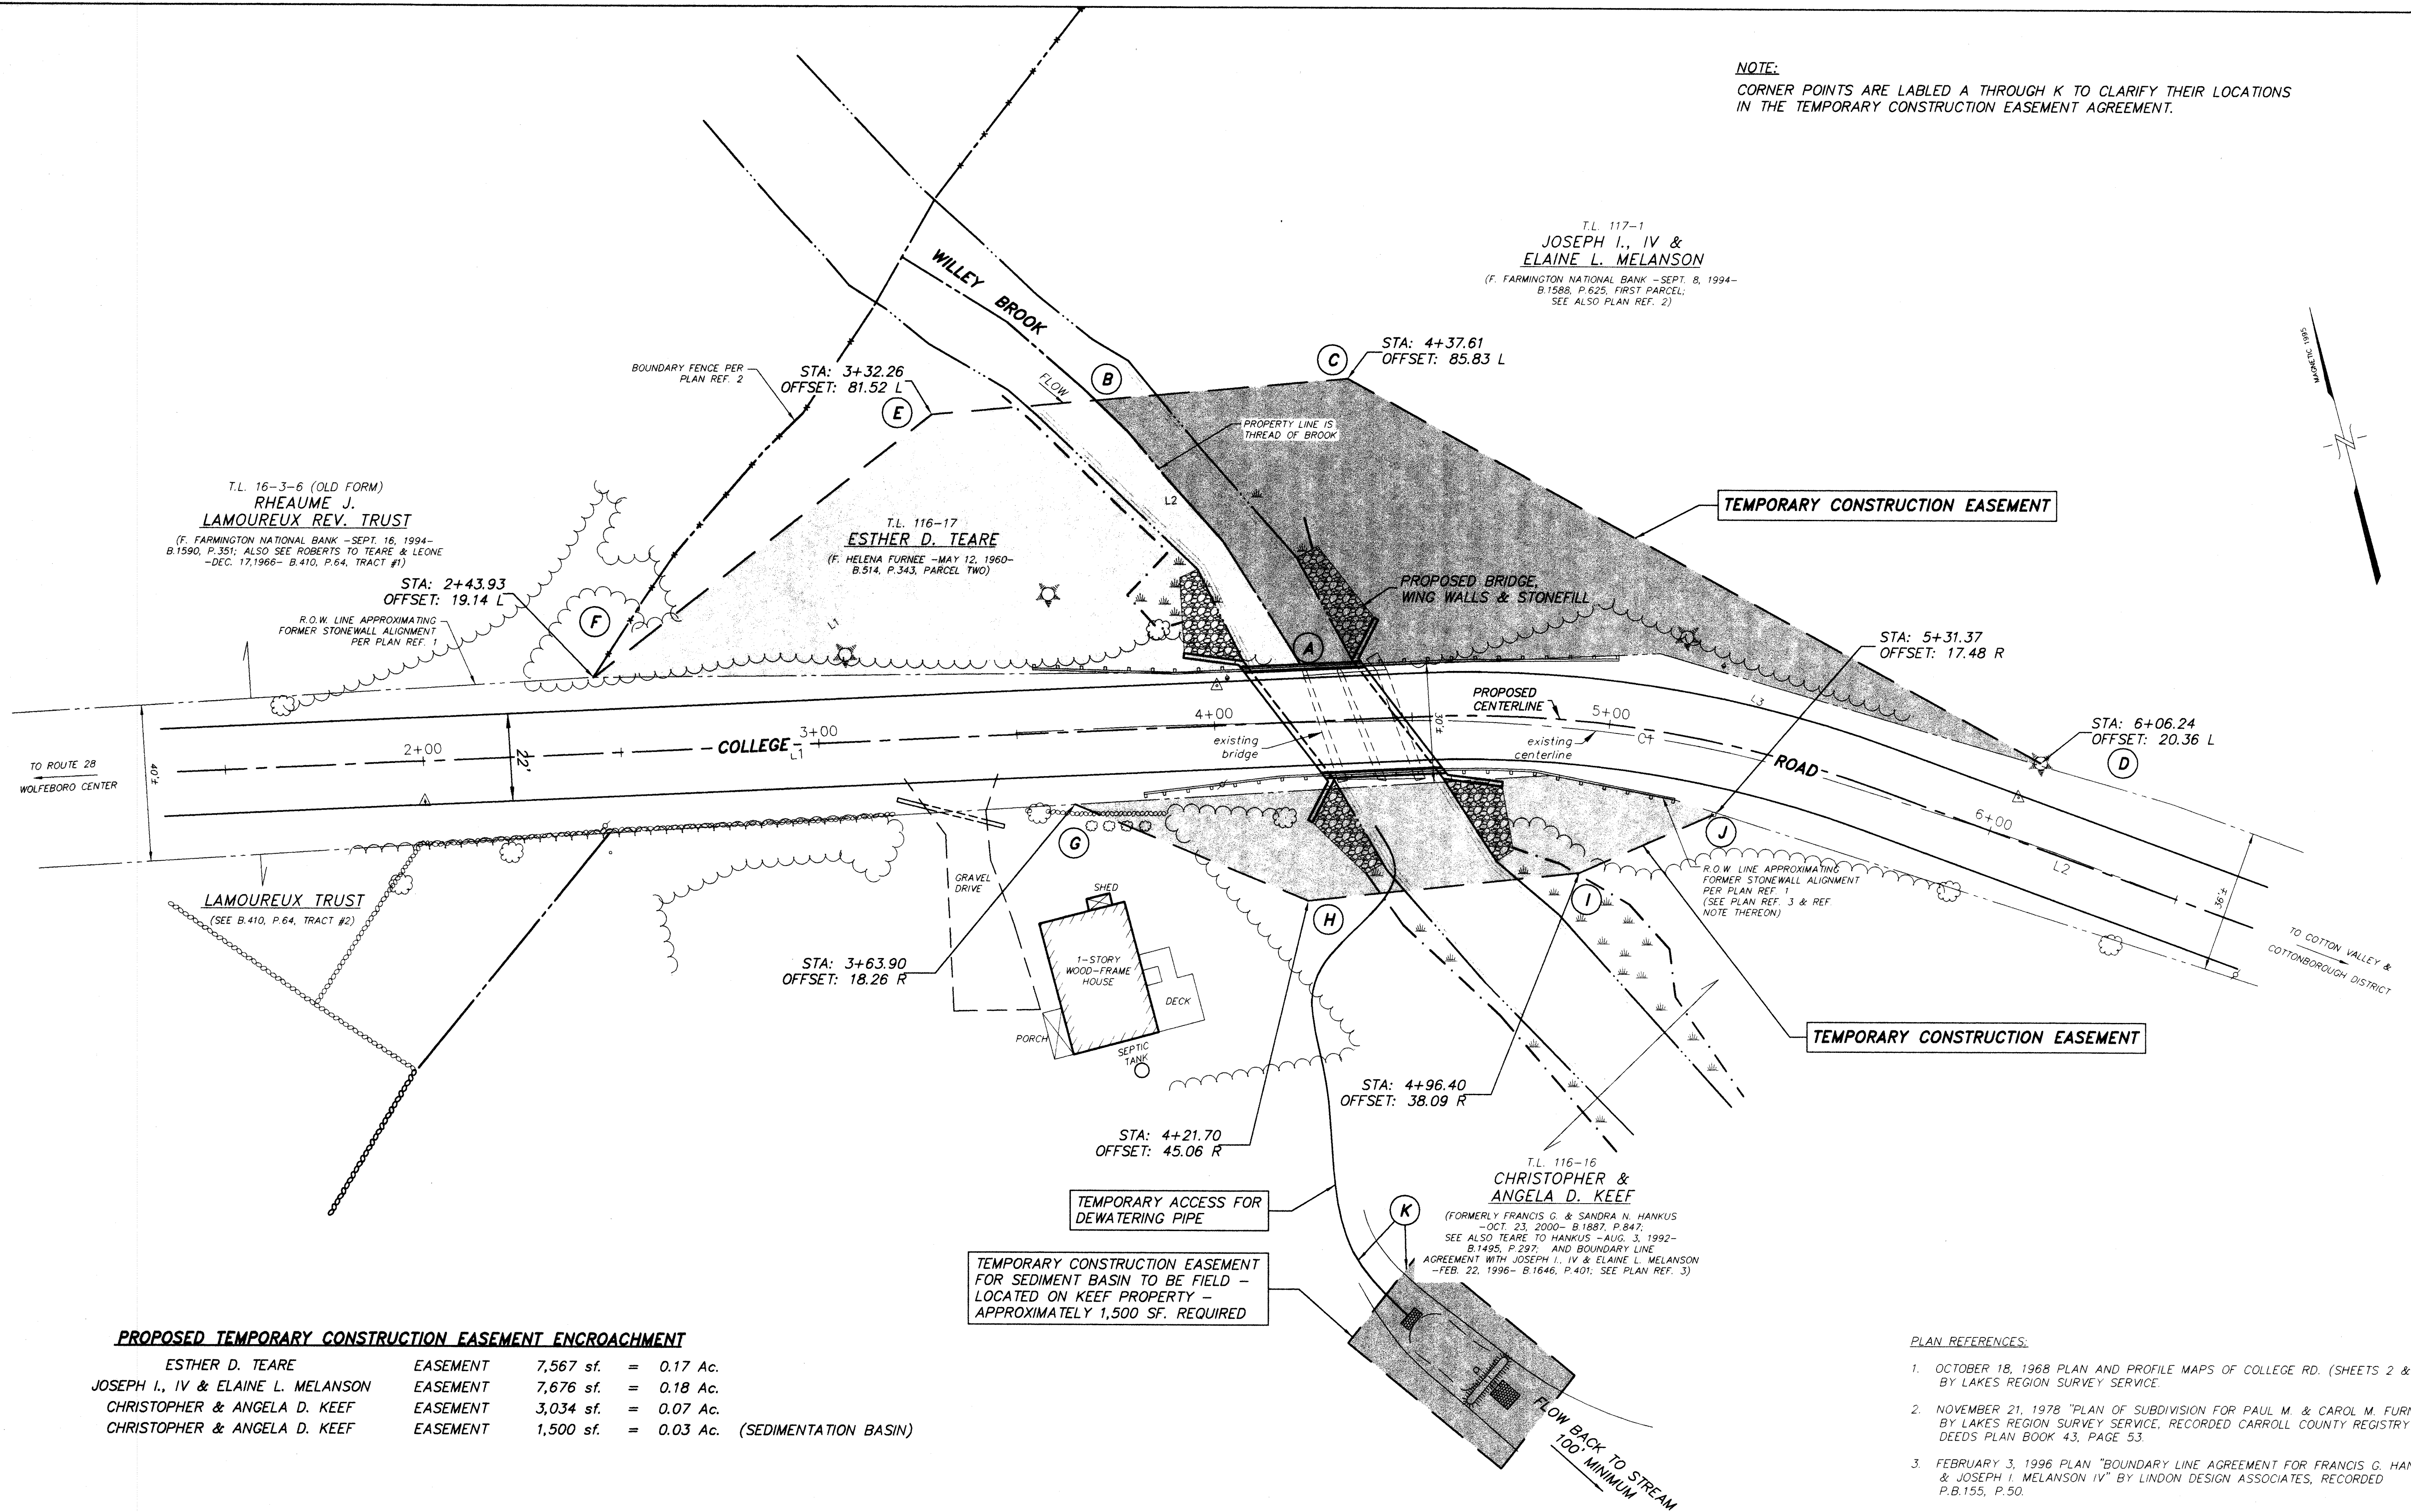 NOTE:
CORNER POINTS ARE LABLED A THROUGH K TO CLARIFY THEIR LOCATIONS
IN THE TEMPORARY CONSTRUCTION EASEMENT AGREEMENT.
T.L. 117-1
JOSEPH I., IV &
ELAINE L. MELANSON
(F. FARMINGTON NATIONAL BANK -SEPT. 8, 1994-
B.1588, P.625, FIRST PARCEL;
SEE ALSO PLAN REF. 2)
MAGNETIC 1995
WILLEY BROOK
FLOW
BOUNDARY FENCE PER
PLAN REF. 2
STA: 3+32.26
OFFSET: 81.52 L
E
B
C
STA: 4+37.61
OFFSET: 85.83 L
PROPERTY LINE IS
THREAD OF BROOK
L2
TEMPORARY CONSTRUCTION EASEMENT
T.L. 16-3-6 (OLD FORM)
RHEAUME J.
LAMOUREUX REV. TRUST
(F. FARMINGTON NATIONAL BANK -SEPT. 16, 1994-
B.1590, P.351; ALSO SEE ROBERTS TO TEARE & LEONE
-DEC. 17,1966- B.410, P.64, TRACT #1)
STA: 2+43.93
OFFSET: 19.14 L
F
R.O.W. LINE APPROXIMATING
FORMER STONEWALL ALIGNMENT
PER PLAN REF. 1
T.L. 116-17
ESTHER D. TEARE
(F. HELENA FURNEE -MAY 12, 1960-
B.514, P.343, PARCEL TWO)
L1
PROPOSED BRIDGE,
WING WALLS & STONEFILL
A
STA: 5+31.37
OFFSET: 17.48 R
L3
PROPOSED
CENTERLINE
30'±
STA: 6+06.24
OFFSET: 20.36 L
D
TO ROUTE 28
WOLFEBORO CENTER
40'±
2+00
22'
COLLEGE
L1
3+00
4+00
existing
bridge
existing
centerline
5+00
C1
ROAD
6+00
L2
36'±
TO COTTON VALLEY &
COTTONBOROUGH DISTRICT
LAMOUREUX TRUST
(SEE B.410, P.64, TRACT #2)
GRAVEL
DRIVE
G
H
I
J
R.O.W LINE APPROXIMATING
FORMER STONEWALL ALIGNMENT
PER PLAN REF. 1
(SEE PLAN REF. 3 & REF.
NOTE THEREON)
STA: 3+63.90
OFFSET: 18.26 R
SHED
1-STORY
WOOD-FRAME
HOUSE
DECK
PORCH
SEPTIC
TANK
TEMPORARY CONSTRUCTION EASEMENT
STA: 4+96.40
OFFSET: 38.09 R
STA: 4+21.70
OFFSET: 45.06 R
T.L. 116-16
CHRISTOPHER &
ANGELA D. KEEF
(FORMERLY FRANCIS G. & SANDRA N. HANKUS
-OCT. 23, 2000- B.1887, P.847;
SEE ALSO TEARE TO HANKUS -AUG. 3, 1992-
B.1495, P.297; AND BOUNDARY LINE
AGREEMENT WITH JOSEPH I., IV & ELAINE L. MELANSON
-FEB. 22, 1996- B.1646, P.401; SEE PLAN REF. 3)
TEMPORARY ACCESS FOR
DEWATERING PIPE
K
TEMPORARY CONSTRUCTION EASEMENT
FOR SEDIMENT BASIN TO BE FIELD -
LOCATED ON KEEF PROPERTY -
APPROXIMATELY 1,500 SF. REQUIRED
FLOW BACK TO STREAM
100' MINIMUM
PROPOSED TEMPORARY CONSTRUCTION EASEMENT ENCROACHMENT
ESTHER D. TEARE EASEMENT 7,567 sf. = 0.17 Ac.
JOSEPH I., IV & ELAINE L. MELANSON EASEMENT 7,676 sf. = 0.18 Ac.
CHRISTOPHER & ANGELA D. KEEF EASEMENT 3,034 sf. = 0.07 Ac.
CHRISTOPHER & ANGELA D. KEEF EASEMENT 1,500 sf. = 0.03 Ac. (SEDIMENTATION BASIN)
PLAN REFERENCES:
1. OCTOBER 18, 1968 PLAN AND PROFILE MAPS OF COLLEGE RD. (SHEETS 2 &
BY LAKES REGION SURVEY SERVICE.
2. NOVEMBER 21, 1978 "PLAN OF SUBDIVISION FOR PAUL M. & CAROL M. FURN
BY LAKES REGION SURVEY SERVICE, RECORDED CARROLL COUNTY REGISTRY
DEEDS PLAN BOOK 43, PAGE 53.
3. FEBRUARY 3, 1996 PLAN "BOUNDARY LINE AGREEMENT FOR FRANCIS G. HAN
& JOSEPH I. MELANSON IV" BY LINDON DESIGN ASSOCIATES, RECORDED
P.B.155, P.50.